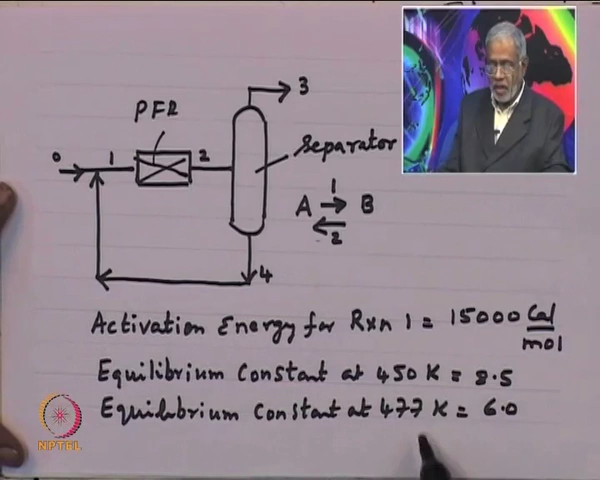 3
PFR
0
1
2
Separator
A ⇄ B
1
2
4
Activation Energy for Rxn 1 = 15000 Cal/mol
Equilibrium Constant at 450 K = 8.5
Equilibrium Constant at 477 K = 6.0
NPTEL